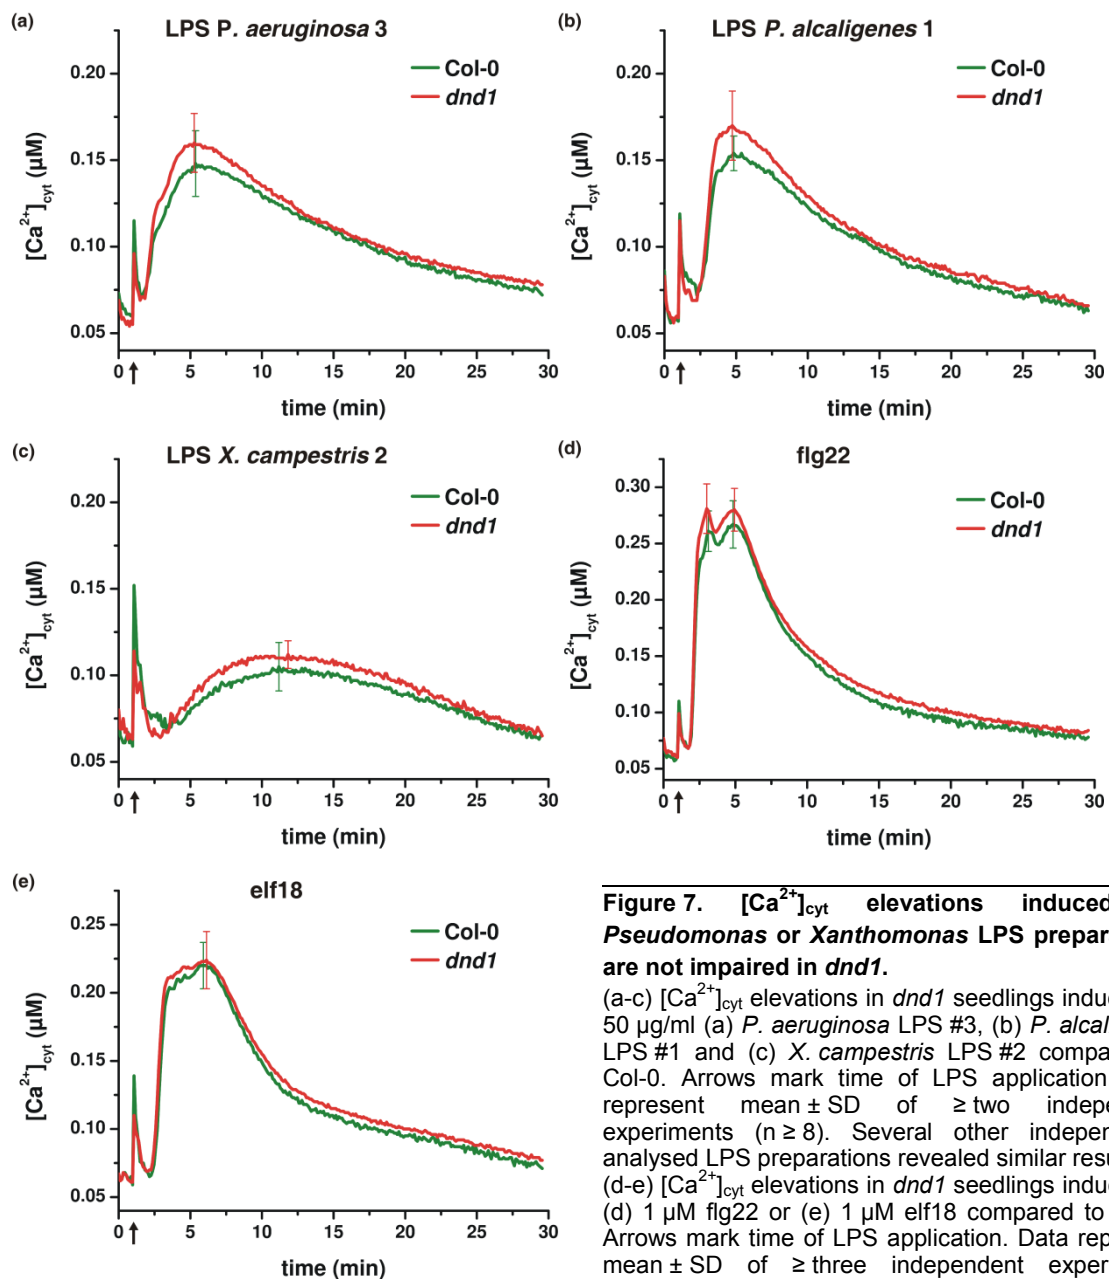 (a)
LPS P. aeruginosa 3
Col-0
dnd1
0.20
0.15
0.10
0.05
[Ca2+]cyt (µM)
0 5 10 15 20 25 30
time (min)
(b)
LPS P. alcaligenes 1
Col-0
dnd1
0.20
0.15
0.10
0.05
[Ca2+]cyt (µM)
0 5 10 15 20 25 30
time (min)
(c)
LPS X. campestris 2
Col-0
dnd1
0.20
0.15
0.10
0.05
[Ca2+]cyt (µM)
0 5 10 15 20 25 30
time (min)
(d)
flg22
Col-0
dnd1
0.30
0.25
0.20
0.15
0.10
0.05
[Ca2+]cyt (µM)
0 5 10 15 20 25 30
time (min)
(e)
elf18
Col-0
dnd1
0.25
0.20
0.15
0.10
0.05
[Ca2+]cyt (µM)
0 5 10 15 20 25 30
time (min)
Figure 7. [Ca2+]cyt elevations induced
Pseudomonas or Xanthomonas LPS prepar
are not impaired in dnd1.
(a-c) [Ca2+]cyt elevations in dnd1 seedlings induc
50 µg/ml (a) P. aeruginosa LPS #3, (b) P. alcali
LPS #1 and (c) X. campestris LPS #2 compa
Col-0. Arrows mark time of LPS application
represent mean ± SD of ≥ two indepe
experiments (n ≥ 8). Several other indepen
analysed LPS preparations revealed similar resu
(d-e) [Ca2+]cyt elevations in dnd1 seedlings induc
(d) 1 µM flg22 or (e) 1 µM elf18 compared to
Arrows mark time of LPS application. Data rep
mean ± SD of ≥ three independent exper